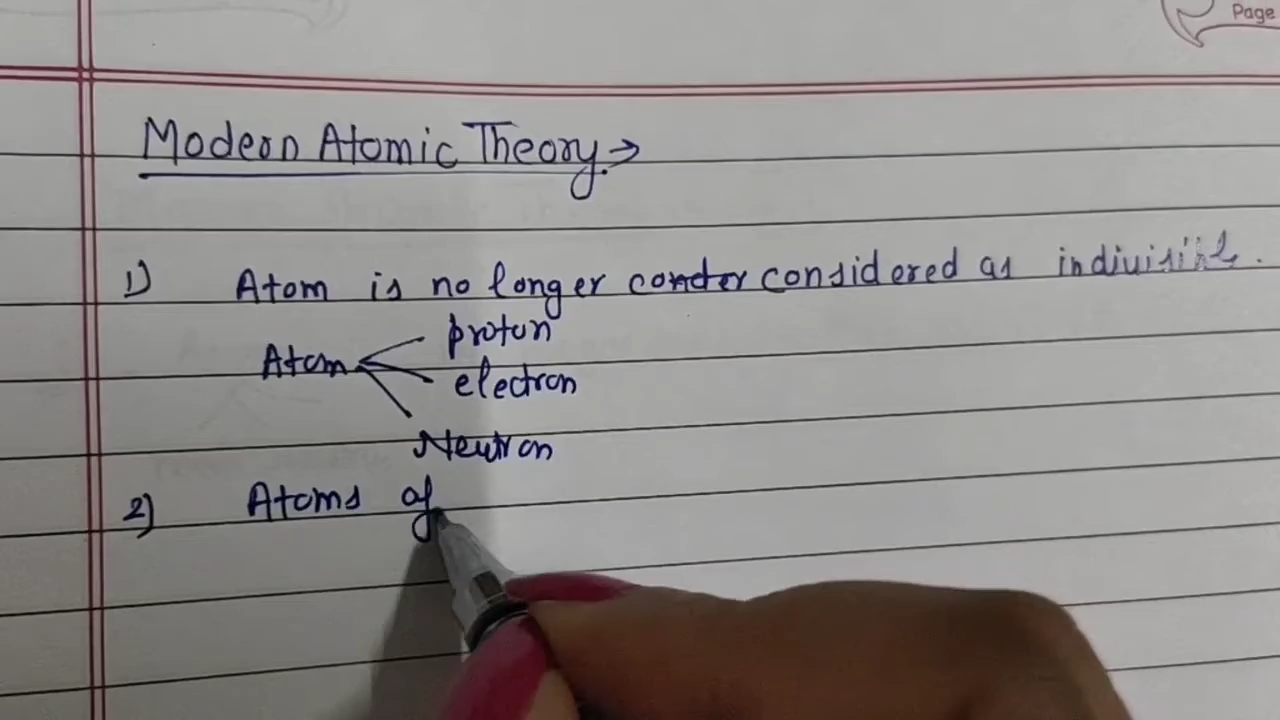 Page
Modern Atomic Theory →
1) Atom is no longer conder considered as indivisible.
proton
Atom
electron
Neutron
2) Atoms of